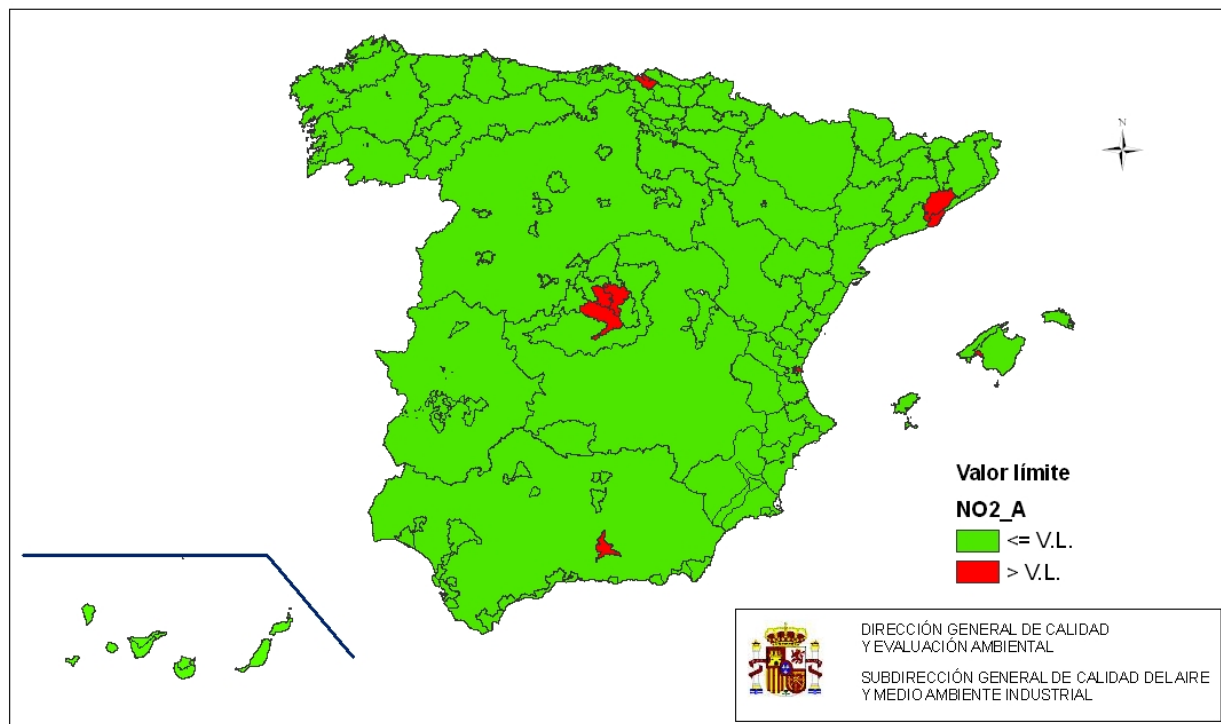 N
Valor límite
NO2_A
<= V.L.
> V.L.
DIRECCIÓN GENERAL DE CALIDAD
Y EVALUACIÓN AMBIENTAL
SUBDIRECCIÓN GENERAL DE CALIDAD DEL AIRE
Y MEDIO AMBIENTE INDUSTRIAL